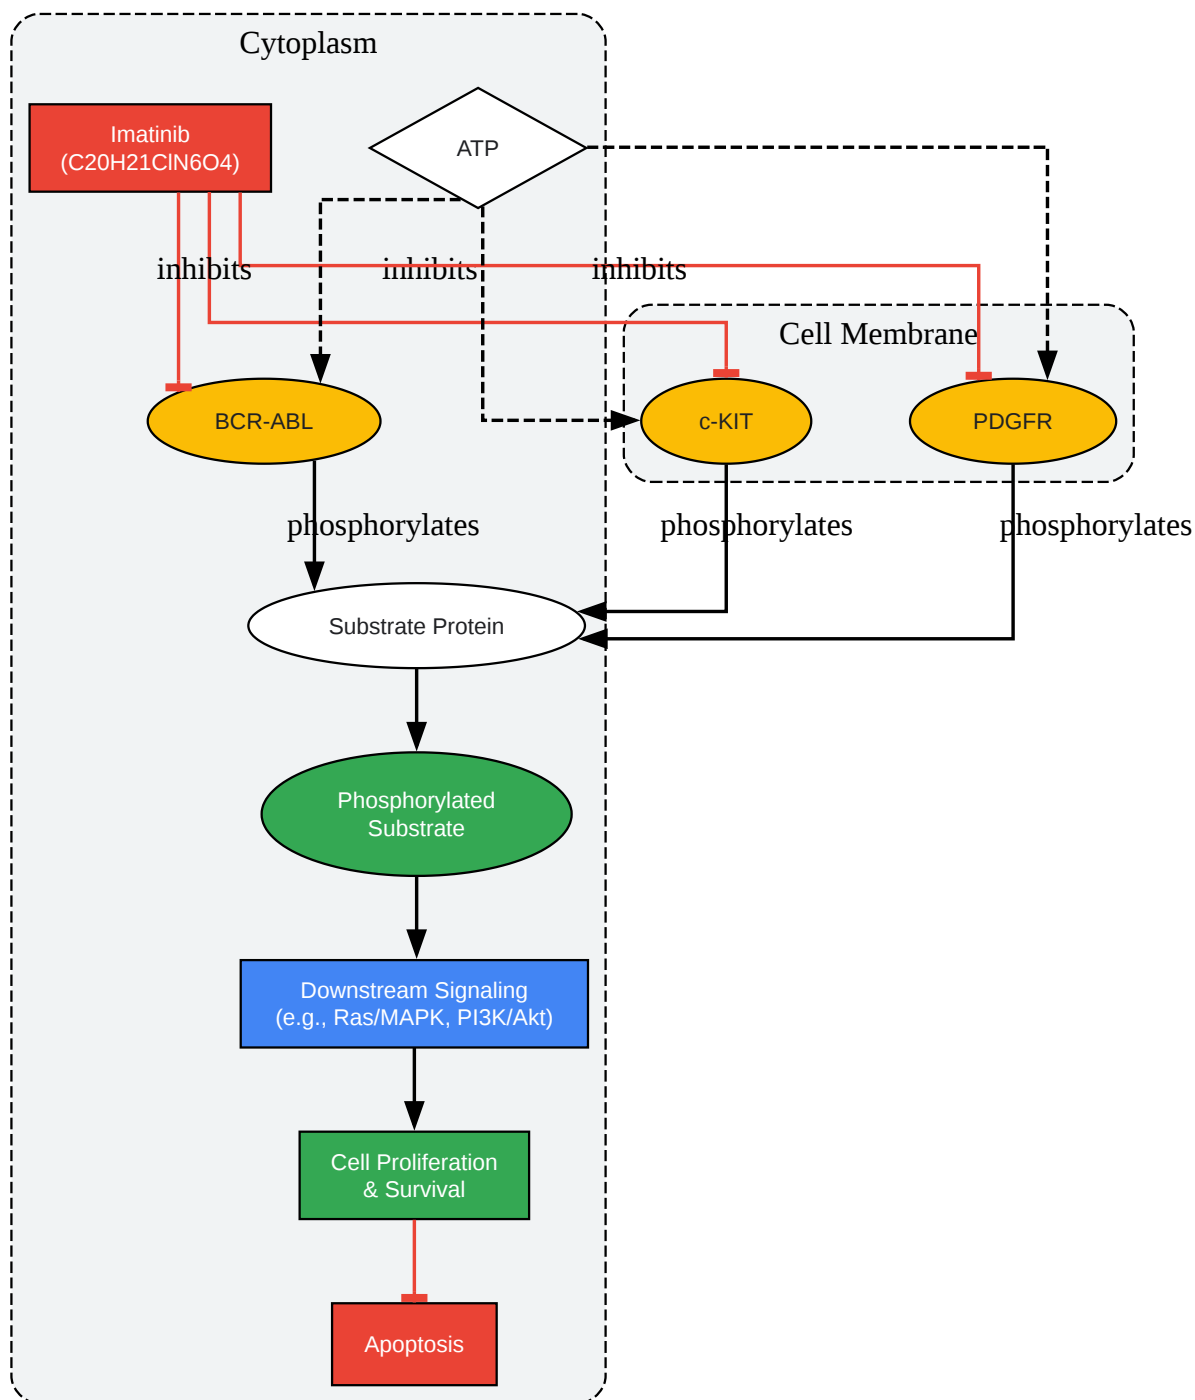 Cytoplasm
Imatinib
(C20H21ClN6O4)
ATP
inhibits
inhibits
inhibits
Cell Membrane
BCR-ABL
c-KIT
PDGFR
phosphorylates
phosphorylates
phosphorylates
Substrate Protein
Phosphorylated
Substrate
Downstream Signaling
(e.g., Ras/MAPK, PI3K/Akt)
Cell Proliferation
& Survival
Apoptosis